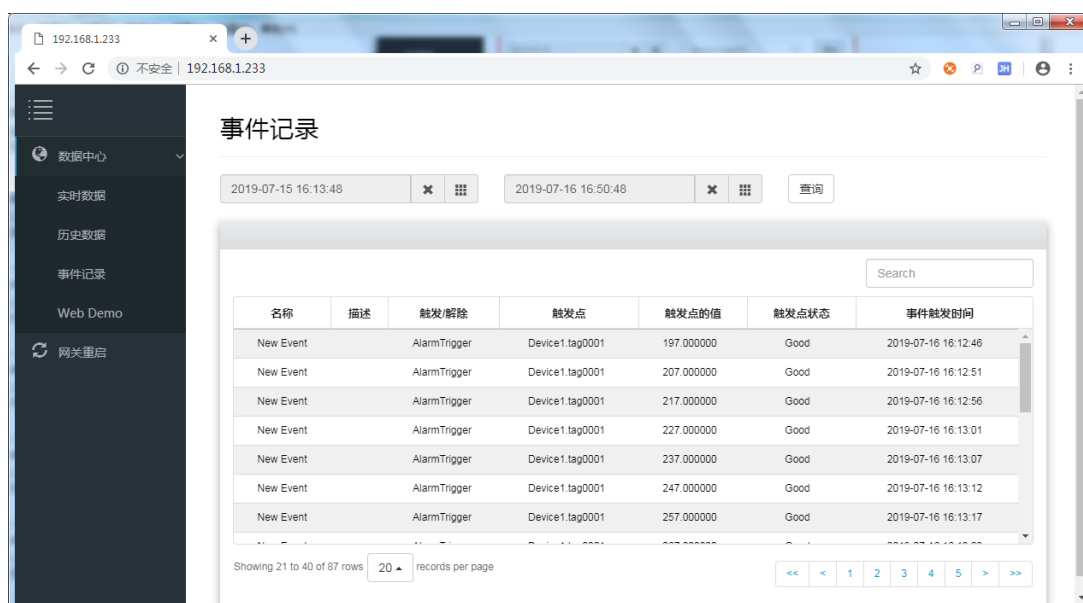 192.168.1.233
不安全 | 192.168.1.233
JH
事件记录
数据中心
实时数据
历史数据
事件记录
Web Demo
网关重启
2019-07-15 16:13:48 2019-07-16 16:50:48 查询
Search
名称 描述 触发/解除 触发点 触发点的值 触发点状态 事件触发时间
New Event AlarmTrigger Device1.tag0001 197.000000 Good 2019-07-16 16:12:46
New Event AlarmTrigger Device1.tag0001 207.000000 Good 2019-07-16 16:12:51
New Event AlarmTrigger Device1.tag0001 217.000000 Good 2019-07-16 16:12:56
New Event AlarmTrigger Device1.tag0001 227.000000 Good 2019-07-16 16:13:01
New Event AlarmTrigger Device1.tag0001 237.000000 Good 2019-07-16 16:13:07
New Event AlarmTrigger Device1.tag0001 247.000000 Good 2019-07-16 16:13:12
New Event AlarmTrigger Device1.tag0001 257.000000 Good 2019-07-16 16:13:17
Showing 21 to 40 of 87 rows 20 records per page
<< < 1 2 3 4 5 > >>